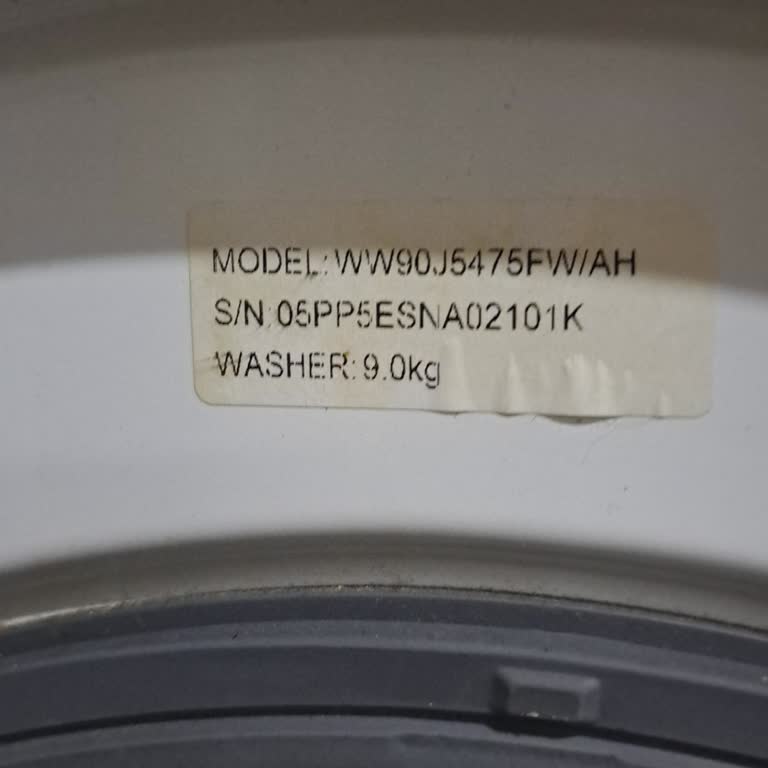 MODEL: WW90J5475FW/AH
S/N:05PP5ESNA02101K
WASHER: 9.0kg